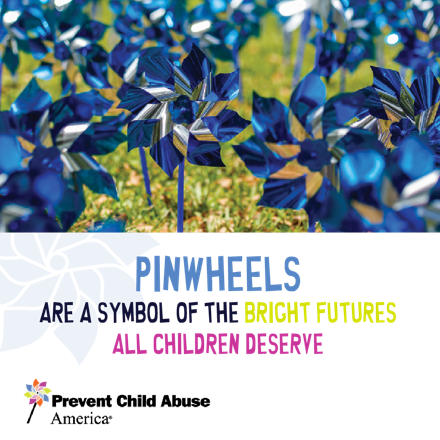 PINWHEELS
ARE A SYMBOL OF THE BRIGHT FUTURES
ALL CHILDREN DESERVE
Prevent Child Abuse
America®